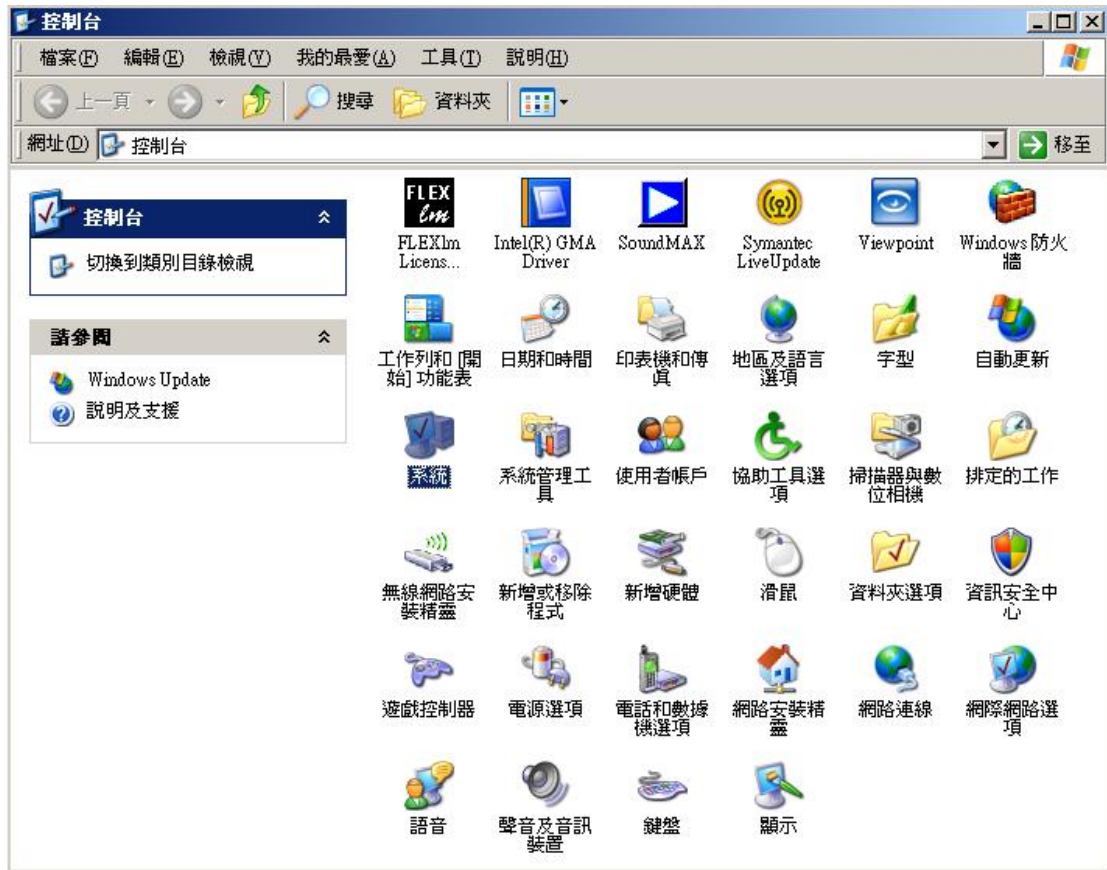 控制台
檔案(F) 編輯(E) 檢視(V) 我的最愛(A) 工具(T) 說明(H)
上一頁 搜尋 資料夾
網址(D) 控制台 移至
控制台
切換到類別目錄檢視
請參閱
Windows Update
說明及支援
FLEX
lm
FLEXlm
Licens...
Intel(R) GMA
Driver
SoundMAX
Symantec
LiveUpdate
Viewpoint
Windows 防火
牆
工作列和 [開
始] 功能表
日期和時間
印表機和傳
真
地區及語言
選項
字型
自動更新
系統
系統管理工
具
使用者帳戶
協助工具選
項
掃描器與數
位相機
排定的工作
無線網路安
裝精靈
新增或移除
程式
新增硬體
滑鼠
資料夾選項
資訊安全中
心
遊戲控制器
電源選項
電話和數據
機選項
網路安裝精
靈
網路連線
網際網路選
項
語音
聲音及音訊
裝置
鍵盤
顯示